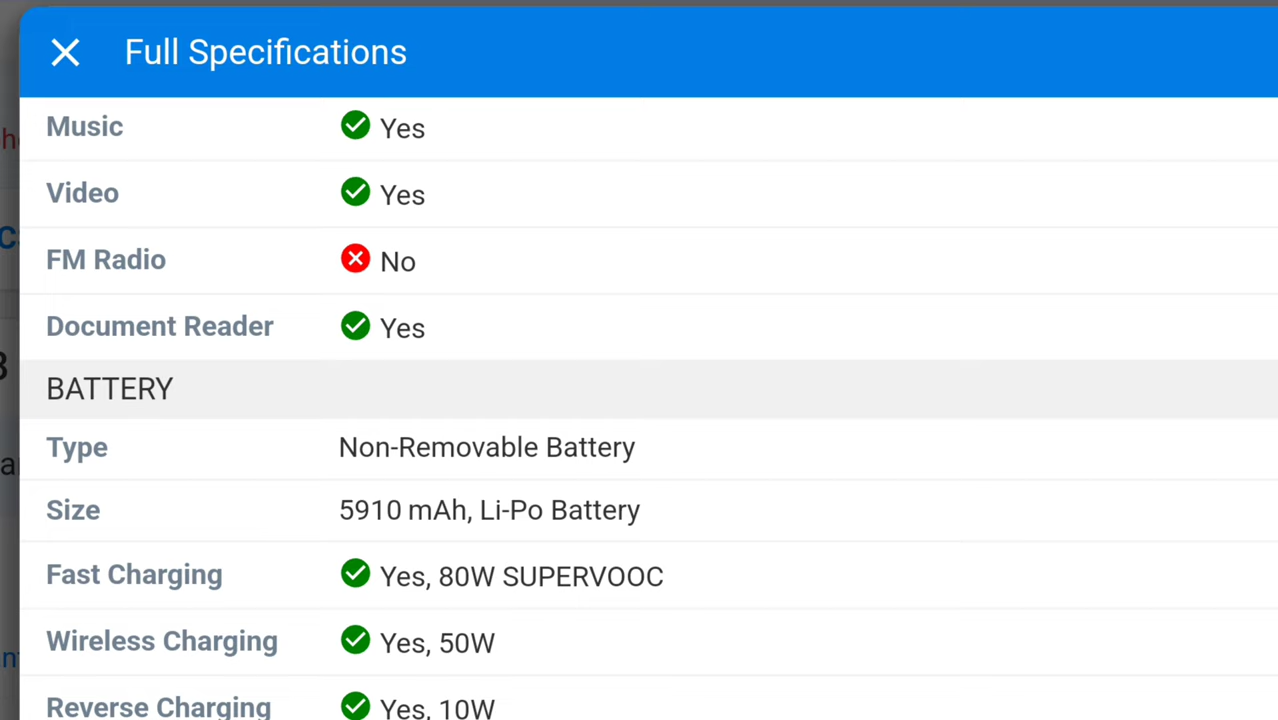 Full Specifications
Music Yes
Video Yes
FM Radio No
Document Reader Yes
BATTERY
Type Non-Removable Battery
Size 5910 mAh, Li-Po Battery
Fast Charging Yes, 80W SUPERVOOC
Wireless Charging Yes, 50W
Reverse Charging Yes, 10W